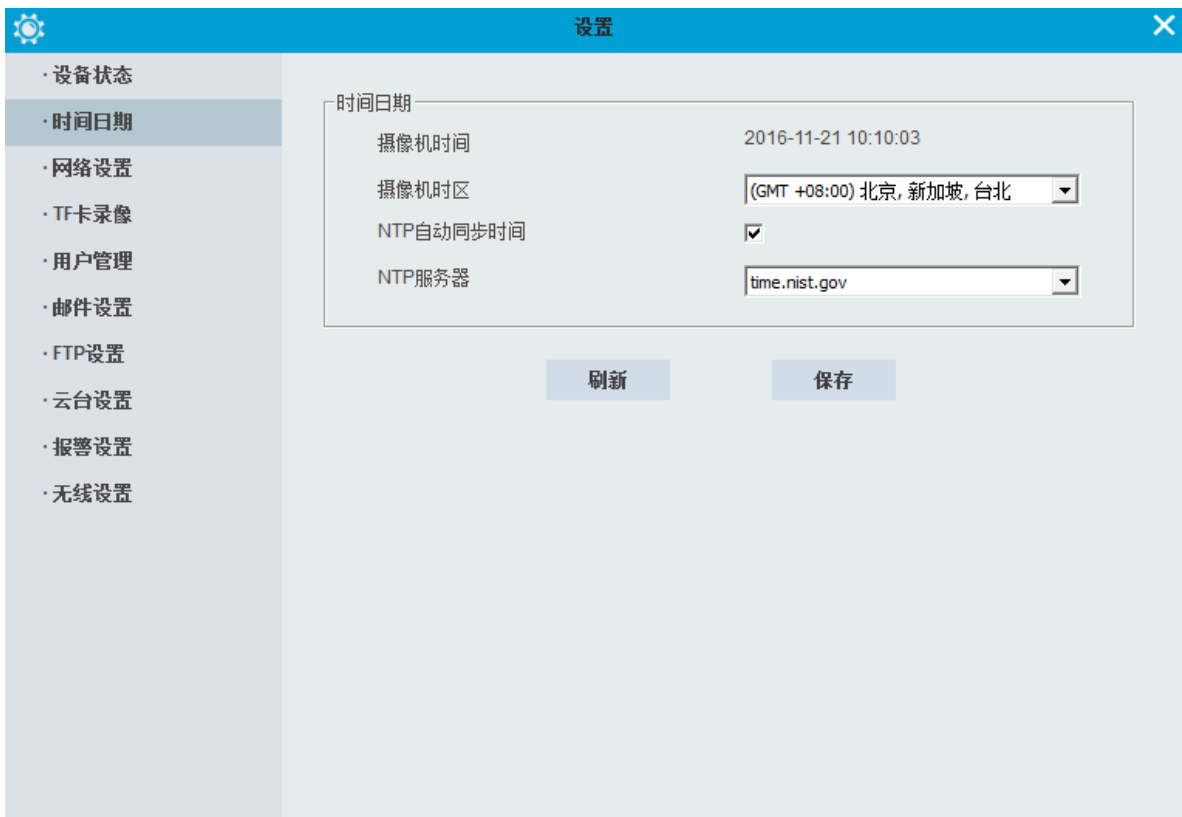 设置
·设备状态
·时间日期
·网络设置
·TF卡录像
·用户管理
·邮件设置
·FTP设置
·云台设置
·报警设置
·无线设置
时间日期
摄像机时间 2016-11-21 10:10:03
摄像机时区 (GMT +08:00) 北京, 新加坡, 台北
NTP自动同步时间
NTP服务器 time.nist.gov
刷新 保存